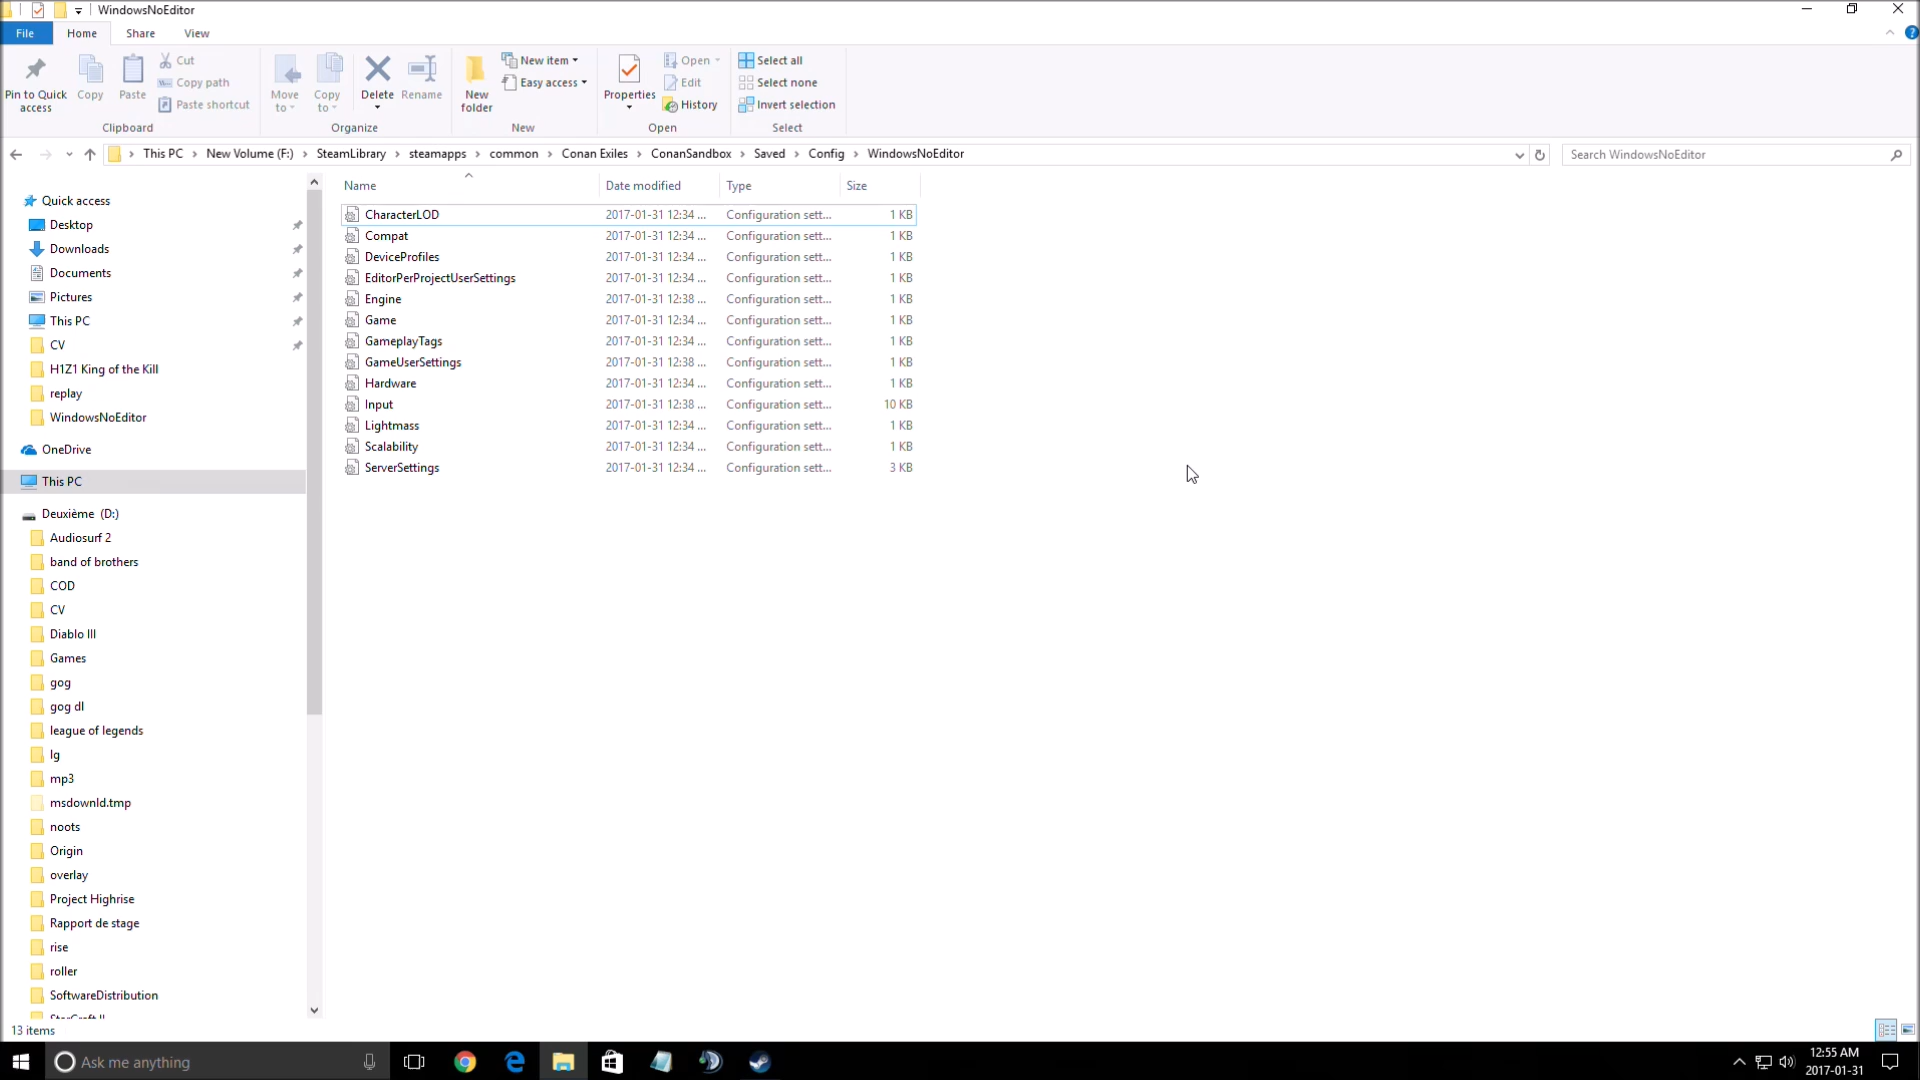 WindowsNoEditor
File Home Share View
Pin to Quick access
Copy
Paste
Cut
Copy path
Paste shortcut
Clipboard
Move to
Copy to
Delete
Rename
Organize
New folder
New item
Easy access
New
Properties
Open
Edit
History
Open
Select all
Select none
Invert selection
Select
This PC > New Volume (F:) > SteamLibrary > steamapps > common > Conan Exiles > ConanSandbox > Saved > Config > WindowsNoEditor
Search WindowsNoEditor
Quick access
Desktop
Downloads
Documents
Pictures
This PC
CV
H1Z1 King of the Kill
replay
WindowsNoEditor
OneDrive
This PC
Deuxième (D:)
Audiosurf 2
band of brothers
COD
CV
Diablo III
Games
gog
gog dl
league of legends
lg
mp3
msdownld.tmp
noots
Origin
overlay
Project Highrise
Rapport de stage
rise
roller
SoftwareDistribution
StarCraft II
Name Date modified Type Size
CharacterLOD 2017-01-31 12:34 ... Configuration sett... 1 KB
Compat 2017-01-31 12:34 ... Configuration sett... 1 KB
DeviceProfiles 2017-01-31 12:34 ... Configuration sett... 1 KB
EditorPerProjectUserSettings 2017-01-31 12:34 ... Configuration sett... 1 KB
Engine 2017-01-31 12:38 ... Configuration sett... 1 KB
Game 2017-01-31 12:34 ... Configuration sett... 1 KB
GameplayTags 2017-01-31 12:34 ... Configuration sett... 1 KB
GameUserSettings 2017-01-31 12:38 ... Configuration sett... 1 KB
Hardware 2017-01-31 12:34 ... Configuration sett... 1 KB
Input 2017-01-31 12:38 ... Configuration sett... 10 KB
Lightmass 2017-01-31 12:34 ... Configuration sett... 1 KB
Scalability 2017-01-31 12:34 ... Configuration sett... 1 KB
ServerSettings 2017-01-31 12:34 ... Configuration sett... 3 KB
13 items
Ask me anything
12:55 AM
2017-01-31